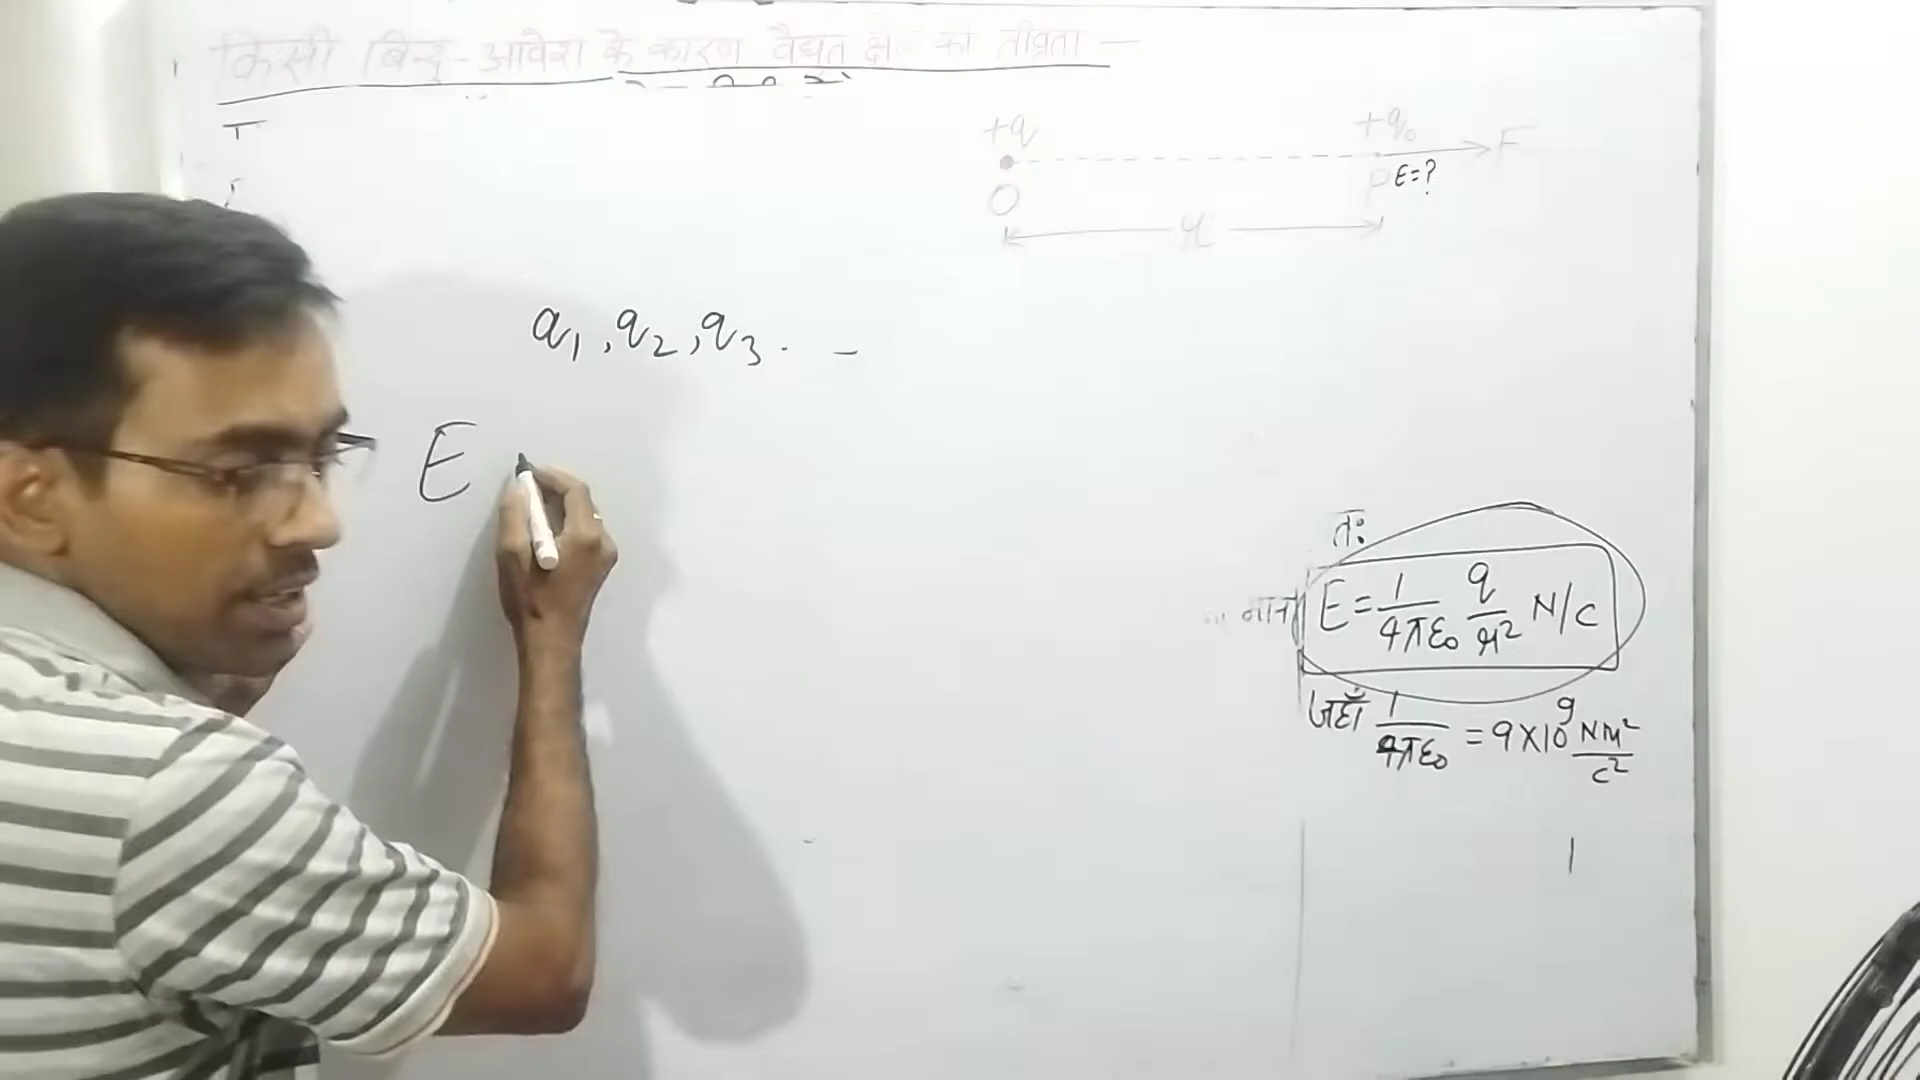 किसी बिन्दु-आवेश के कारण वैद्युत क्षेत्र की तीव्रता —
+q +q₀ F
O P E=?
r
q₁, q₂, q₃. -
E
त:
E = 1/4πε₀ q/r² N/C
जहाँ 1/4πε₀ = 9×10⁹ Nm²/C²